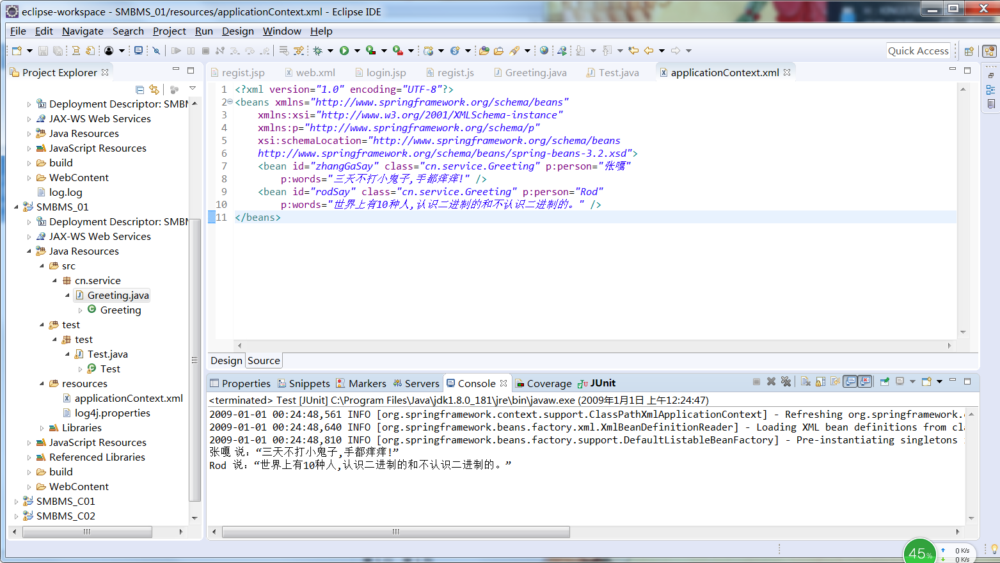 eclipse-workspace - SMBMS_01/resources/applicationContext.xml - Eclipse IDE
File Edit Navigate Search Project Run Design Window Help
Quick Access
Project Explorer
Deployment Descriptor: SMBM
JAX-WS Web Services
Java Resources
JavaScript Resources
build
WebContent
log.log
SMBMS_01
Deployment Descriptor: SMBM
JAX-WS Web Services
Java Resources
src
cn.service
Greeting.java
Greeting
test
test
Test.java
Test
resources
applicationContext.xml
log4j.properties
Libraries
JavaScript Resources
Referenced Libraries
build
WebContent
SMBMS_C01
SMBMS_C02
regist.jsp web.xml login.jsp regist.js Greeting.java Test.java applicationContext.xml
1 <?xml version="1.0" encoding="UTF-8"?>
2 <beans xmlns="http://www.springframework.org/schema/beans"
3 xmlns:xsi="http://www.w3.org/2001/XMLSchema-instance"
4 xmlns:p="http://www.springframework.org/schema/p"
5 xsi:schemaLocation="http://www.springframework.org/schema/beans
6 http://www.springframework.org/schema/beans/spring-beans-3.2.xsd">
7 <bean id="zhangGaSay" class="cn.service.Greeting" p:person="张嘎"
8 p:words="三天不打小鬼子,手都痒痒!" />
9 <bean id="rodSay" class="cn.service.Greeting" p:person="Rod"
10 p:words="世界上有10种人,认识二进制的和不认识二进制的。" />
11 </beans>
Design Source
Properties Snippets Markers Servers Console Coverage JUnit
<terminated> Test [JUnit] C:\Program Files\Java\jdk1.8.0_181\jre\bin\javaw.exe (2009年1月1日 上午12:24:47)
2009-01-01 00:24:48,561 INFO [org.springframework.context.support.ClassPathXmlApplicationContext] - Refreshing org.springframework.c
2009-01-01 00:24:48,640 INFO [org.springframework.beans.factory.xml.XmlBeanDefinitionReader] - Loading XML bean definitions from cla
2009-01-01 00:24:48,810 INFO [org.springframework.beans.factory.support.DefaultListableBeanFactory] - Pre-instantiating singletons
张嘎 说：“三天不打小鬼子,手都痒痒!”
Rod 说：“世界上有10种人,认识二进制的和不认识二进制的。”
45%
0 K/s
0 K/s